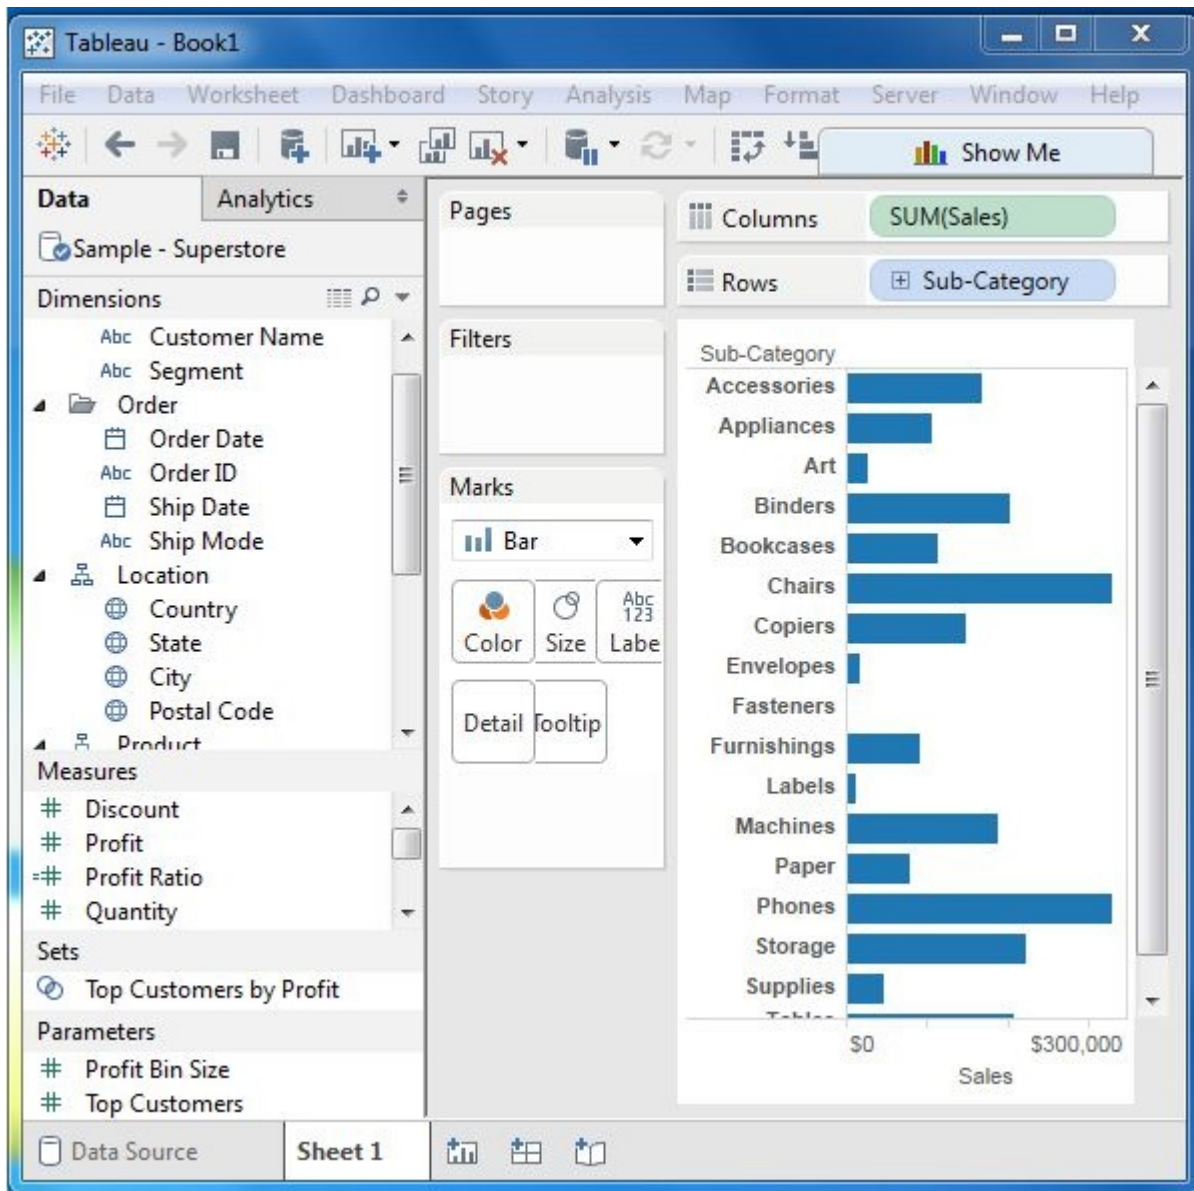 Tableau - Book1
File Data Worksheet Dashboard Story Analysis Map Format Server Window Help
Show Me
Data
Analytics
Sample - Superstore
Dimensions
Abc Customer Name
Abc Segment
Order
Order Date
Abc Order ID
Ship Date
Abc Ship Mode
Location
Country
State
City
Postal Code
Product
Measures
# Discount
# Profit
=# Profit Ratio
# Quantity
Sets
Top Customers by Profit
Parameters
# Profit Bin Size
# Top Customers
Pages
Filters
Marks
Bar
Abc
123
Color Size Labe
Detail Tooltip
Columns SUM(Sales)
Rows Sub-Category
Sub-Category
Accessories
Appliances
Art
Binders
Bookcases
Chairs
Copiers
Envelopes
Fasteners
Furnishings
Labels
Machines
Paper
Phones
Storage
Supplies
Tables
$0 $300,000
Sales
Data Source
Sheet 1